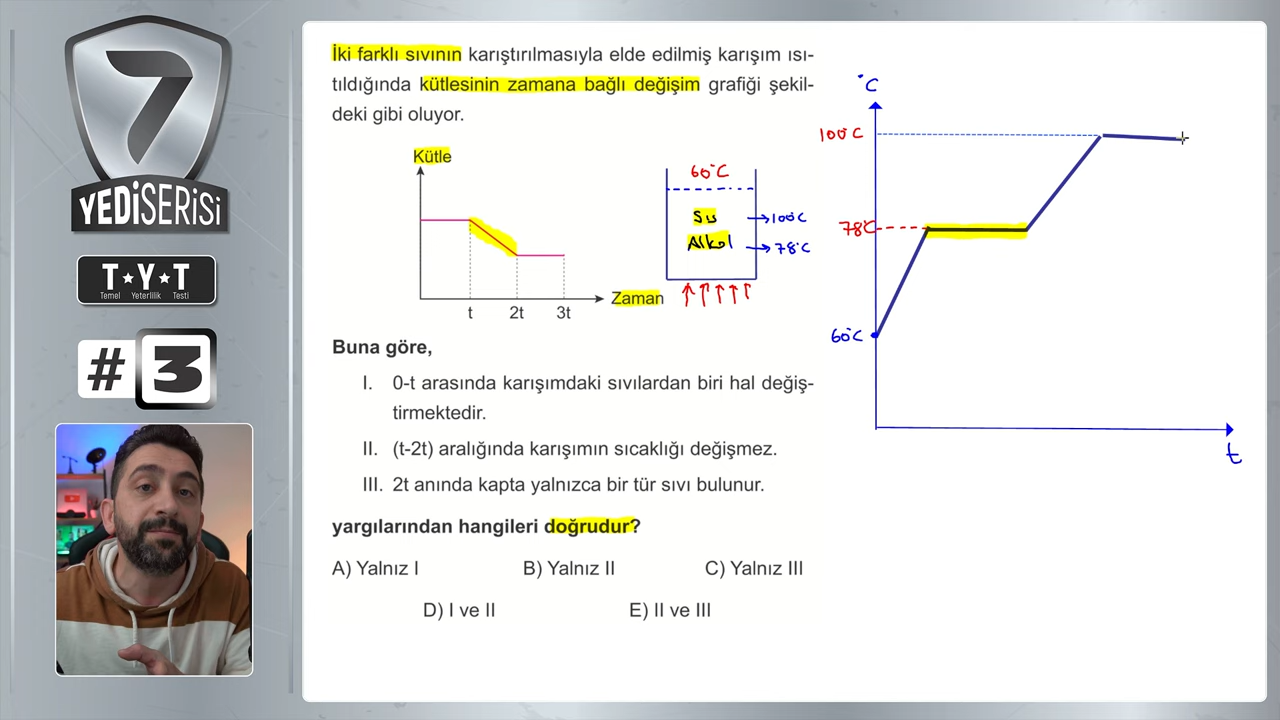 7
YEDİSERİSİ
T★Y★T
Temel Yeterlilik Testi
# 3
İki farklı sıvının karıştırılmasıyla elde edilmiş karışım ısı-
tıldığında kütlesinin zamana bağlı değişim grafiği şekil-
deki gibi oluyor.
Kütle
t 2t 3t
Zaman
60°C
Su → 100°C
Alkol → 78°C
°C
100°C
78°C
60°C
t
Buna göre,
I. 0-t arasında karışımdaki sıvılardan biri hal değiş-
tirmektedir.
II. (t-2t) aralığında karışımın sıcaklığı değişmez.
III. 2t anında kapta yalnızca bir tür sıvı bulunur.
yargılarından hangileri doğrudur?
A) Yalnız I B) Yalnız II C) Yalnız III
D) I ve II E) II ve III